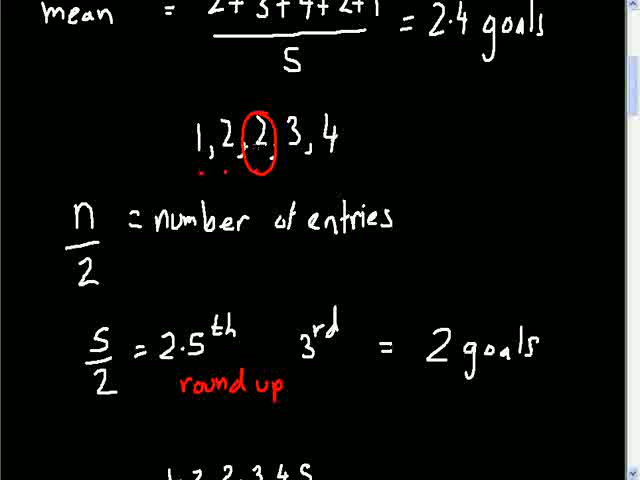 2+3+4+2+1
mean = ─── = 2.4 goals
5
1, 2, 2, 3, 4
n
─ = number of entries
2
5
─ = 2.5th 3rd = 2 goals
2
round up
1 2 2 3 4 5